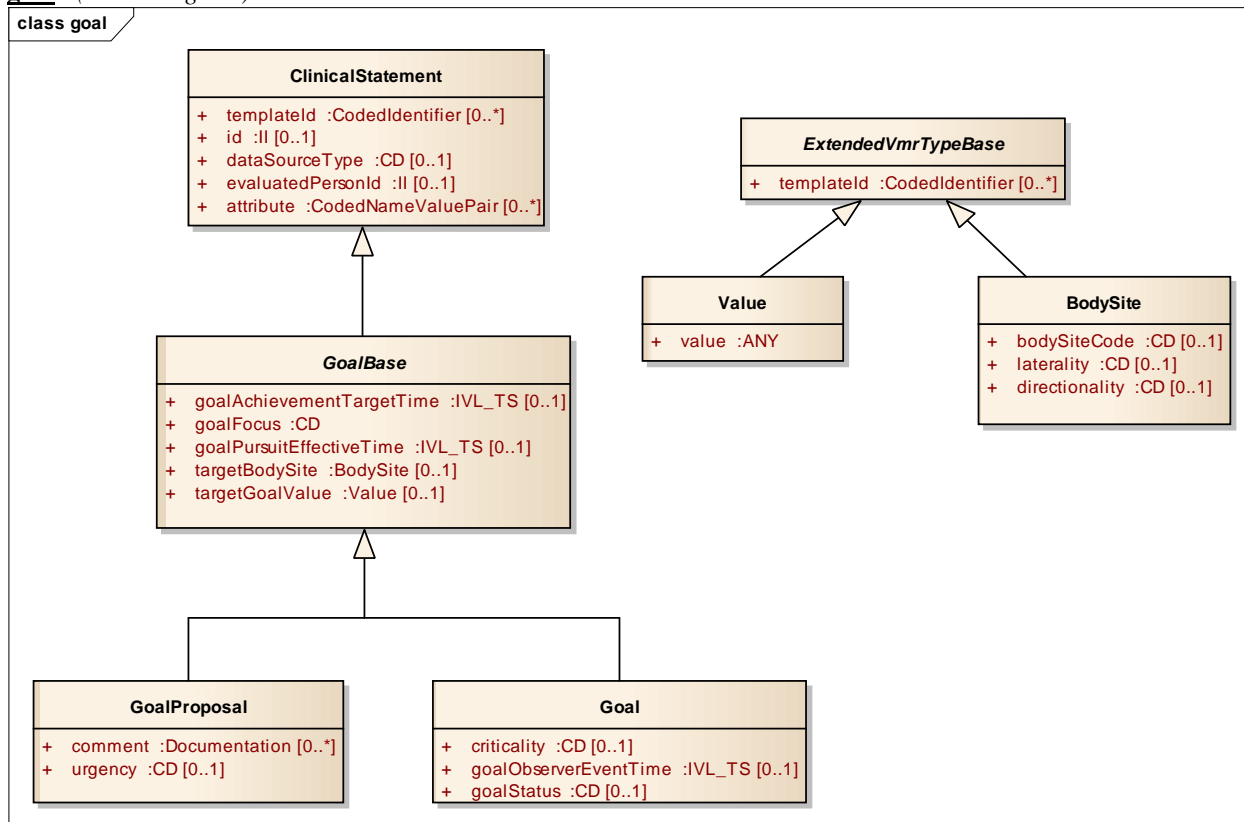 class goal
ClinicalStatement
+ templateId :CodedIdentifier [0..*]
+ id :II [0..1]
+ dataSourceType :CD [0..1]
+ evaluatedPersonId :II [0..1]
+ attribute :CodedNameValuePair [0..*]
ExtendedVmrTypeBase
+ templateId :CodedIdentifier [0..*]
Value
+ value :ANY
BodySite
+ bodySiteCode :CD [0..1]
+ laterality :CD [0..1]
+ directionality :CD [0..1]
GoalBase
+ goalAchievementTargetTime :IVL_TS [0..1]
+ goalFocus :CD
+ goalPursuitEffectiveTime :IVL_TS [0..1]
+ targetBodySite :BodySite [0..1]
+ targetGoalValue :Value [0..1]
GoalProposal
+ comment :Documentation [0..*]
+ urgency :CD [0..1]
Goal
+ criticality :CD [0..1]
+ goalObserverEventTime :IVL_TS [0..1]
+ goalStatus :CD [0..1]